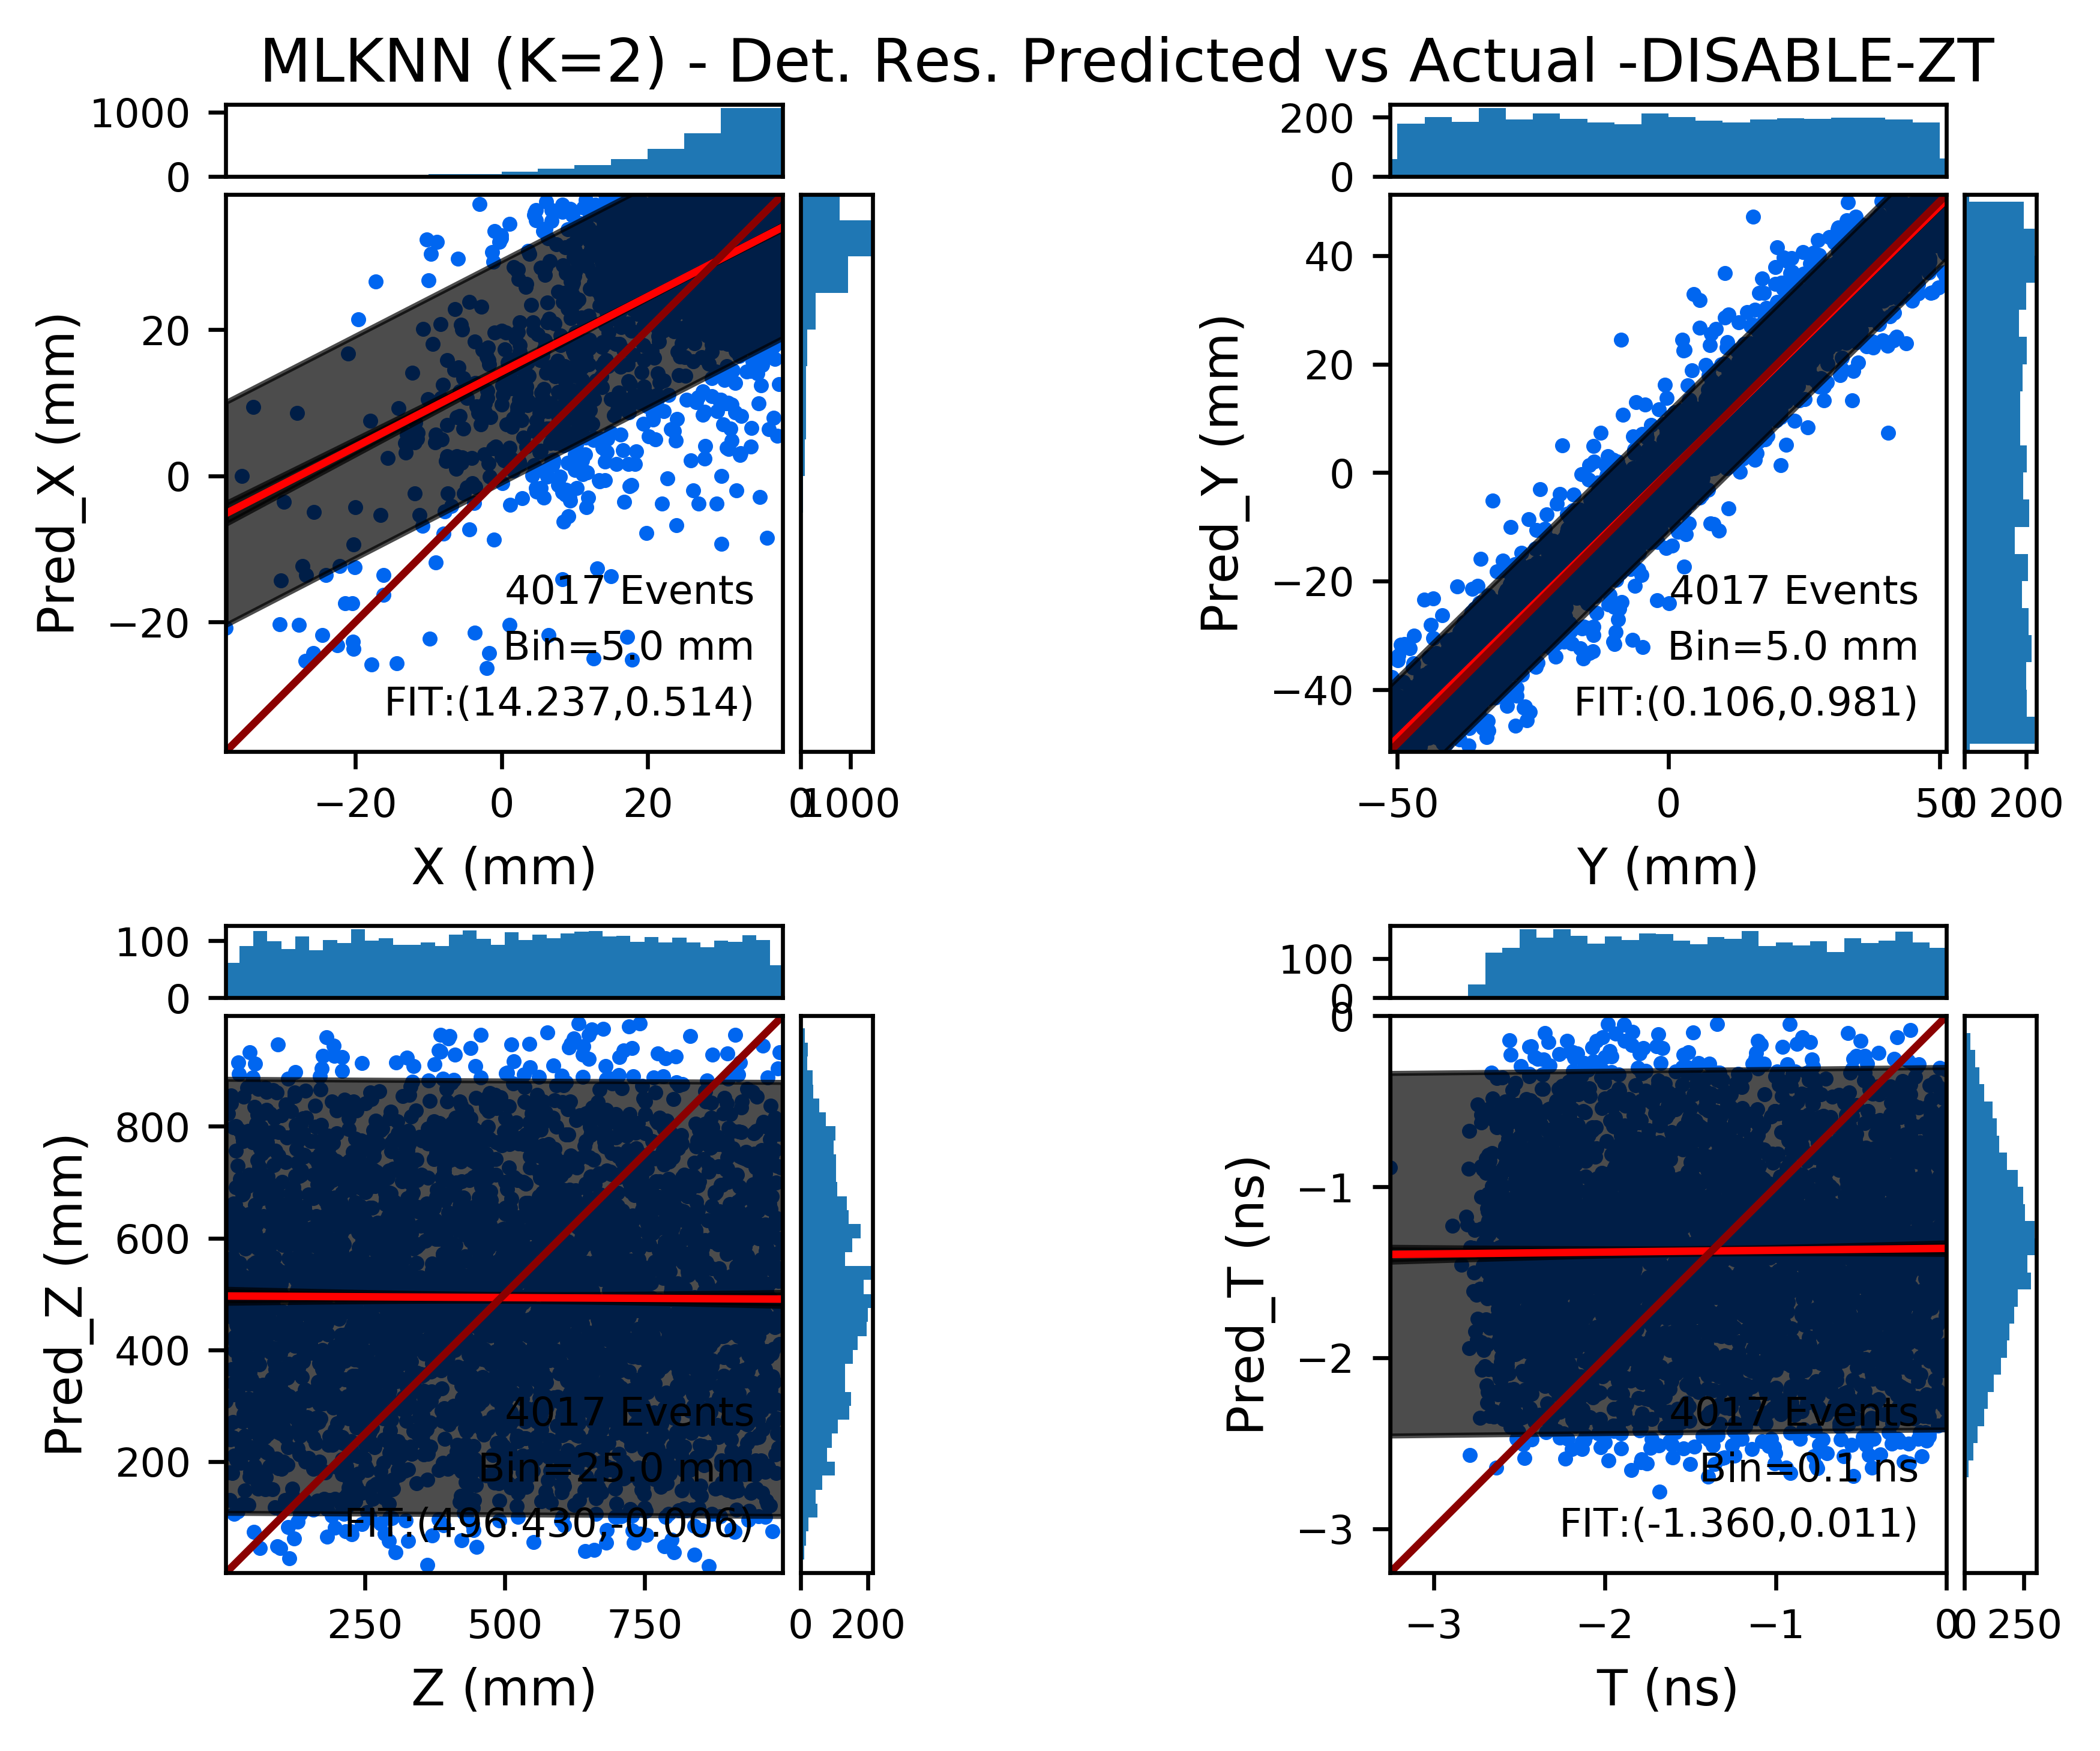 MLKNN (K=2) - Det. Res. Predicted vs Actual -DISABLE-ZT
1000
0
Pred_X (mm)
20
0
−20
4017 Events
Bin=5.0 mm
FIT:(14.237,0.514)
−20 0 20 0 1000
X (mm)
200
0
Pred_Y (mm)
40
20
0
−20
−40
4017 Events
Bin=5.0 mm
FIT:(0.106,0.981)
−50 0 50 0 200
Y (mm)
100
0
Pred_Z (mm)
800
600
400
200
4017 Events
Bin=25.0 mm
FIT:(496.430,-0.006)
250 500 750 0 200
Z (mm)
100
0
Pred_T (ns)
0
−1
−2
−3
4017 Events
Bin=0.1 ns
FIT:(-1.360,0.011)
−3 −2 −1 0 0 250
T (ns)